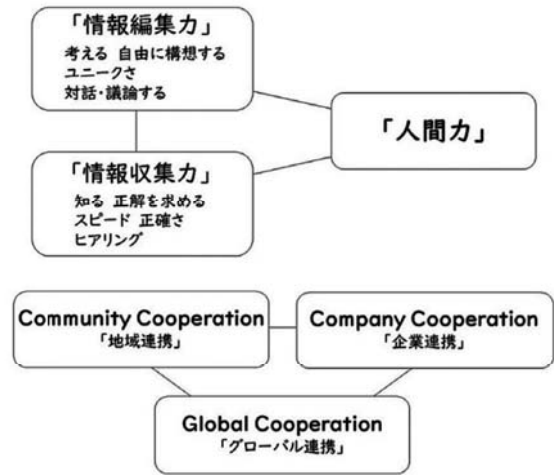 「情報編集力」
考える 自由に構想する
ユニークさ
対話・議論する
「人間力」
「情報収集力」
知る 正解を求める
スピード 正確さ
ヒアリング
Community Cooperation
「地域連携」
Company Cooperation
「企業連携」
Global Cooperation
「グローバル連携」